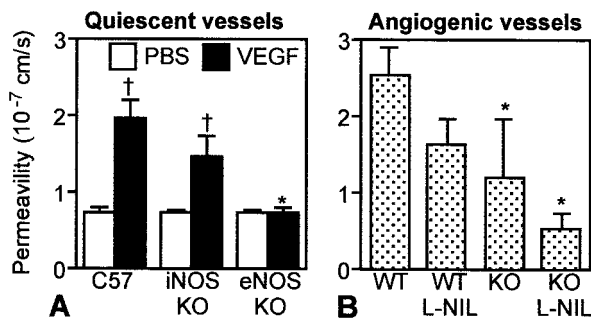 Quiescent vessels
Angiogenic vessels
Permeavility (10-7 cm/s)
3
2
1
0
PBS
VEGF
†
†
*
C57
iNOS
KO
eNOS
KO
A
3
2
1
0
*
*
WT
WT
L-NIL
KO
KO
L-NIL
B